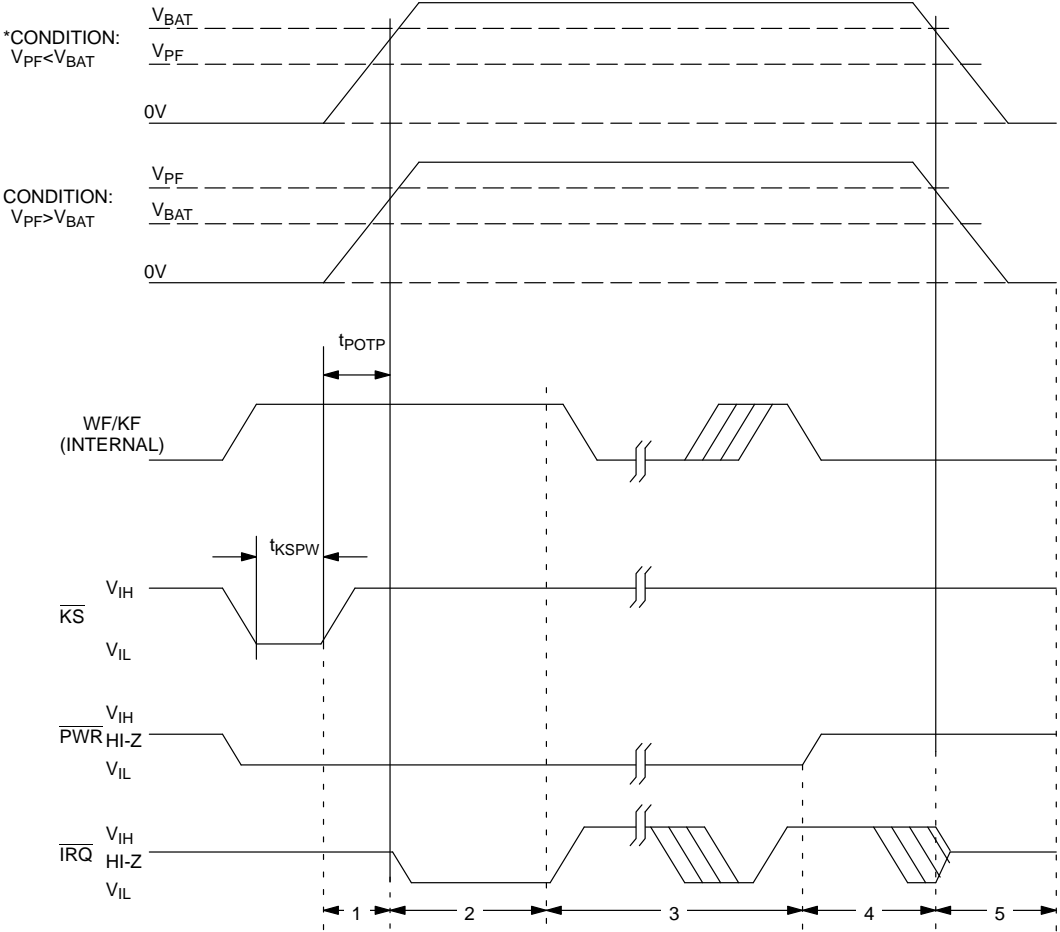 *CONDITION:
VPF<VBAT
VBAT
VPF
0V
CONDITION:
VPF>VBAT
VPF
VBAT
0V
tPOTP
WF/KF
(INTERNAL)
tKSPW
KS
VIH
VIL
PWR
VIH
HI-Z
VIL
IRQ
VIH
HI-Z
VIL
1 2 3 4 5